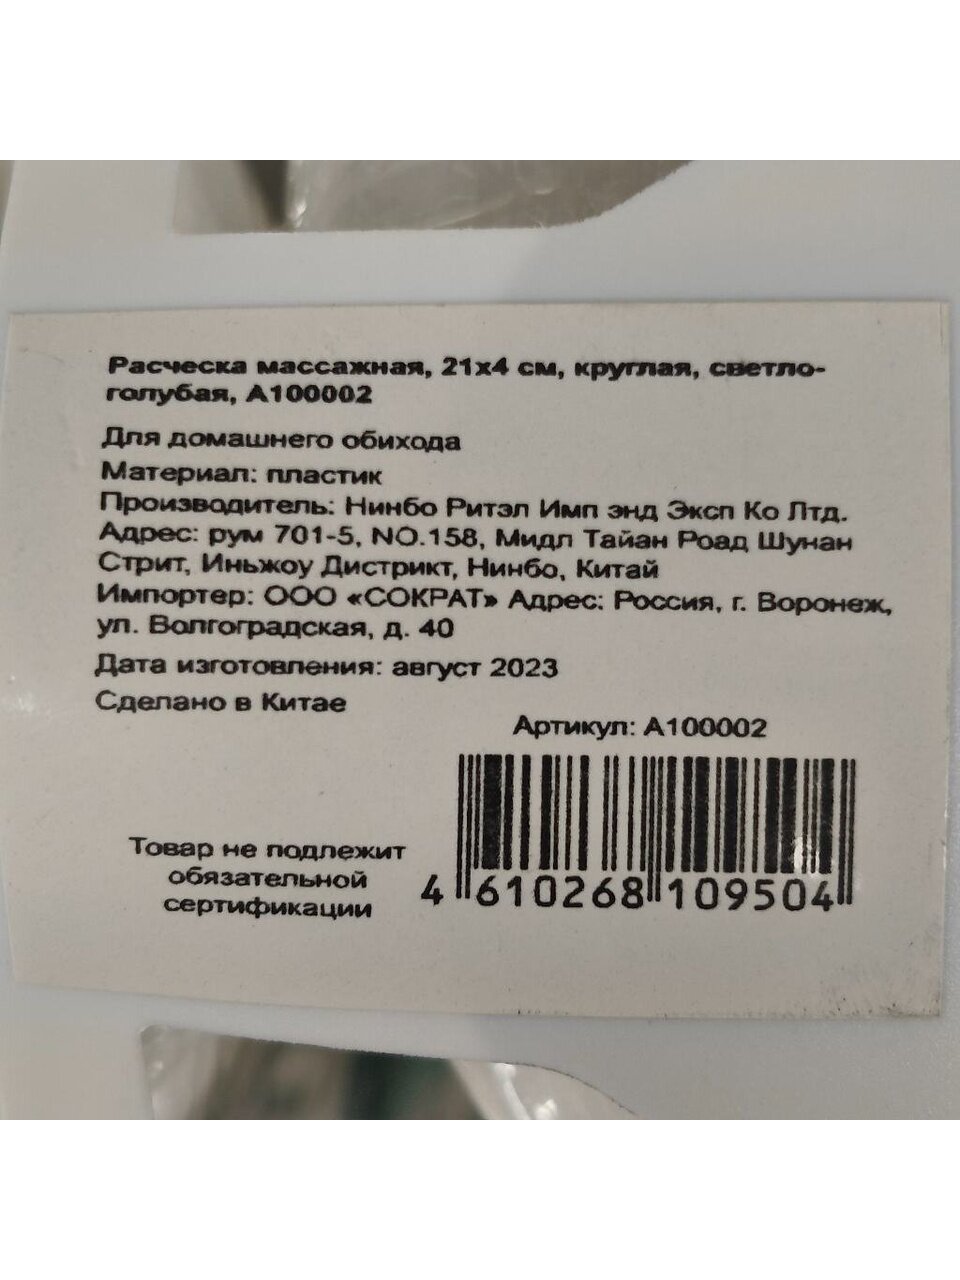 Расческа массажная, 21х4 см, круглая, светло-
голубая, А100002
Для домашнего обихода
Материал: пластик
Производитель: Нинбо Ритэл Имп энд Эксп Ко Лтд.
Адрес: рум 701-5, NO.158, Мидл Тайан Роад Шунан
Стрит, Иньжоу Дистрикт, Нинбо, Китай
Импортер: ООО «СОКРАТ» Адрес: Россия, г. Воронеж,
ул. Волгоградская, д. 40
Дата изготовления: август 2023
Сделано в Китае
Артикул: А100002
Товар не подлежит
обязательной
сертификации
4 610268 109504